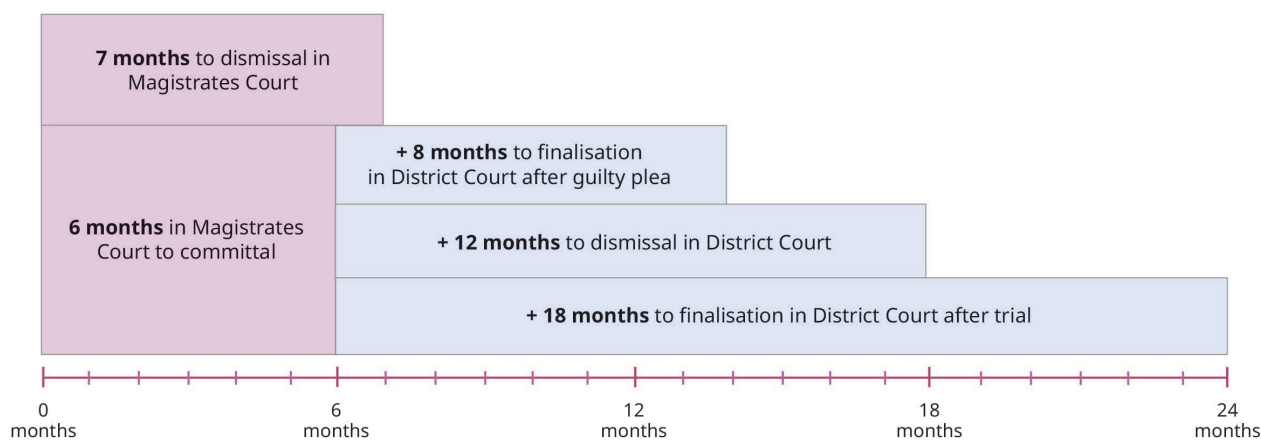 7 months to dismissal in
Magistrates Court
+ 8 months to finalisation
in District Court after guilty plea
6 months in Magistrates
Court to committal
+ 12 months to dismissal in District Court
+ 18 months to finalisation in District Court after trial
0 6 12 18 24
months months months months months